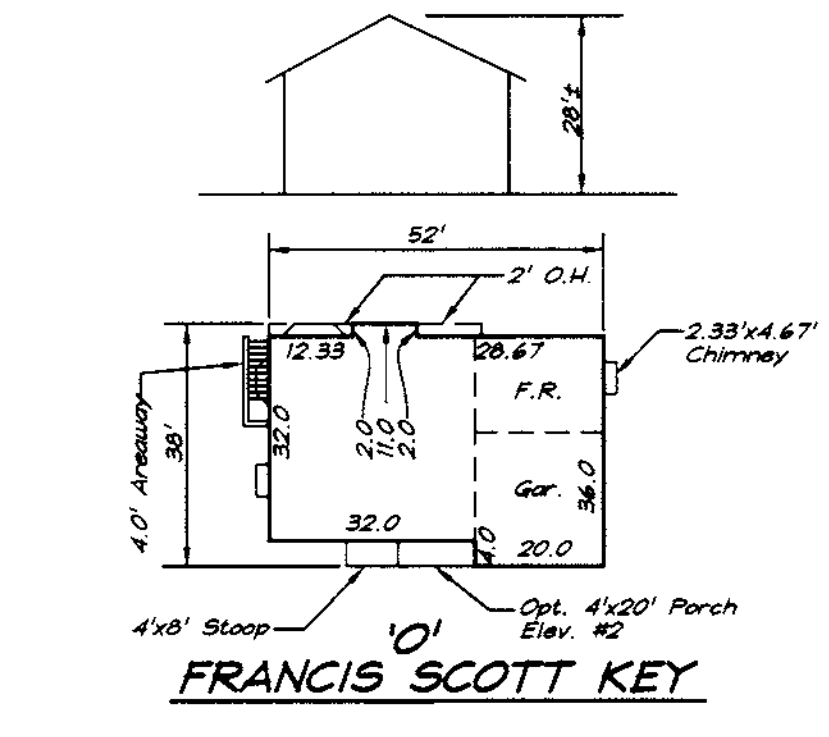 28'±
52'
2' O.H.
12.33
28.67
2.33'x4.67'
Chimney
F.R.
4.0' Areaway
38'
32.0
2.0
11.0
2.0
Gar.
36.0
32.0
4.0
20.0
4'x8' Stoop
Opt. 4'x20' Porch
Elev. #2
'O'
FRANCIS SCOTT KEY